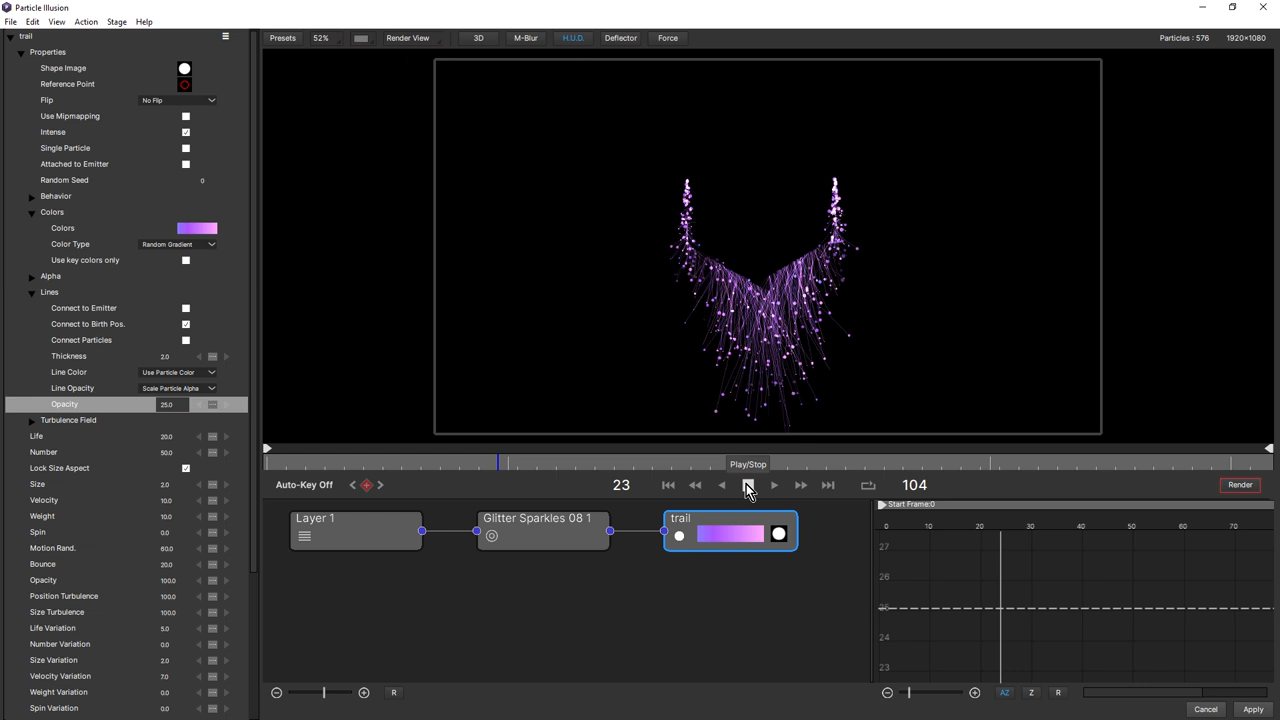 Particle Illusion
File Edit View Action Stage Help
trail
Presets 52% Render View 3D M-Blur H.U.D. Deflector Force Particles : 576 1920x1080
Properties
Shape Image
Reference Point
Flip No Flip
Use Mipmapping
Intense
Single Particle
Attached to Emitter
Random Seed 0
Behavior
Colors
Colors
Color Type Random Gradient
Use key colors only
Alpha
Lines
Connect to Emitter
Connect to Birth Pos.
Connect Particles
Thickness 2.0
Line Color Use Particle Color
Line Opacity Scale Particle Alpha
Opacity 25.0
Turbulence Field
Life 20.0
Number 50.0
Lock Size Aspect
Size 2.0
Velocity 10.0
Weight 10.0
Spin 0.0
Motion Rand. 60.0
Bounce 20.0
Opacity 100.0
Position Turbulence 100.0
Size Turbulence 100.0
Life Variation 5.0
Number Variation 0.0
Size Variation 2.0
Velocity Variation 7.0
Weight Variation 0.0
Spin Variation 0.0
Play/Stop
Auto-Key Off 23 104 Render
Layer 1 Glitter Sparkles 08 1 trail
Start Frame:0
0 10 20 30 40 50 60 70
27
26
25
24
23
R AZ Z R
Cancel Apply